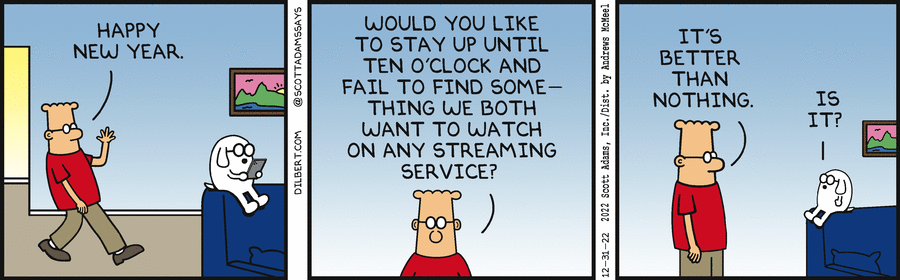 HAPPY
NEW YEAR.
DILBERT.COM @SCOTTADAMSSAYS
WOULD YOU LIKE
TO STAY UP UNTIL
TEN O'CLOCK AND
FAIL TO FIND SOME—
THING WE BOTH
WANT TO WATCH
ON ANY STREAMING
SERVICE?
12-31-22 2022 Scott Adams, Inc./Dist. by Andrews McMeel
IT'S
BETTER
THAN
NOTHING.
IS
IT?